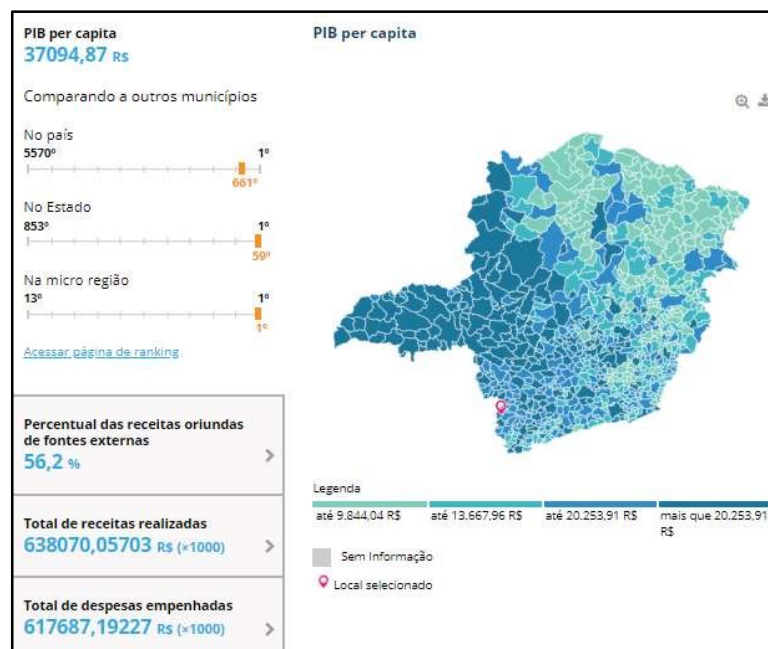 PIB per capita
37094,87 R$
Comparando a outros municípios
No país
5570º 1º
661º
No Estado
853º 1º
59º
Na micro região
13º 1º
1º
Acessar página de ranking
Percentual das receitas oriundas
de fontes externas
56,2 %
Total de receitas realizadas
638070,05703 R$ (×1000)
Total de despesas empenhadas
617687,19227 R$ (×1000)
PIB per capita
Legenda
até 9.844,04 R$ até 13.667,96 R$ até 20.253,91 R$ mais que 20.253,91
R$
Sem Informação
Local selecionado